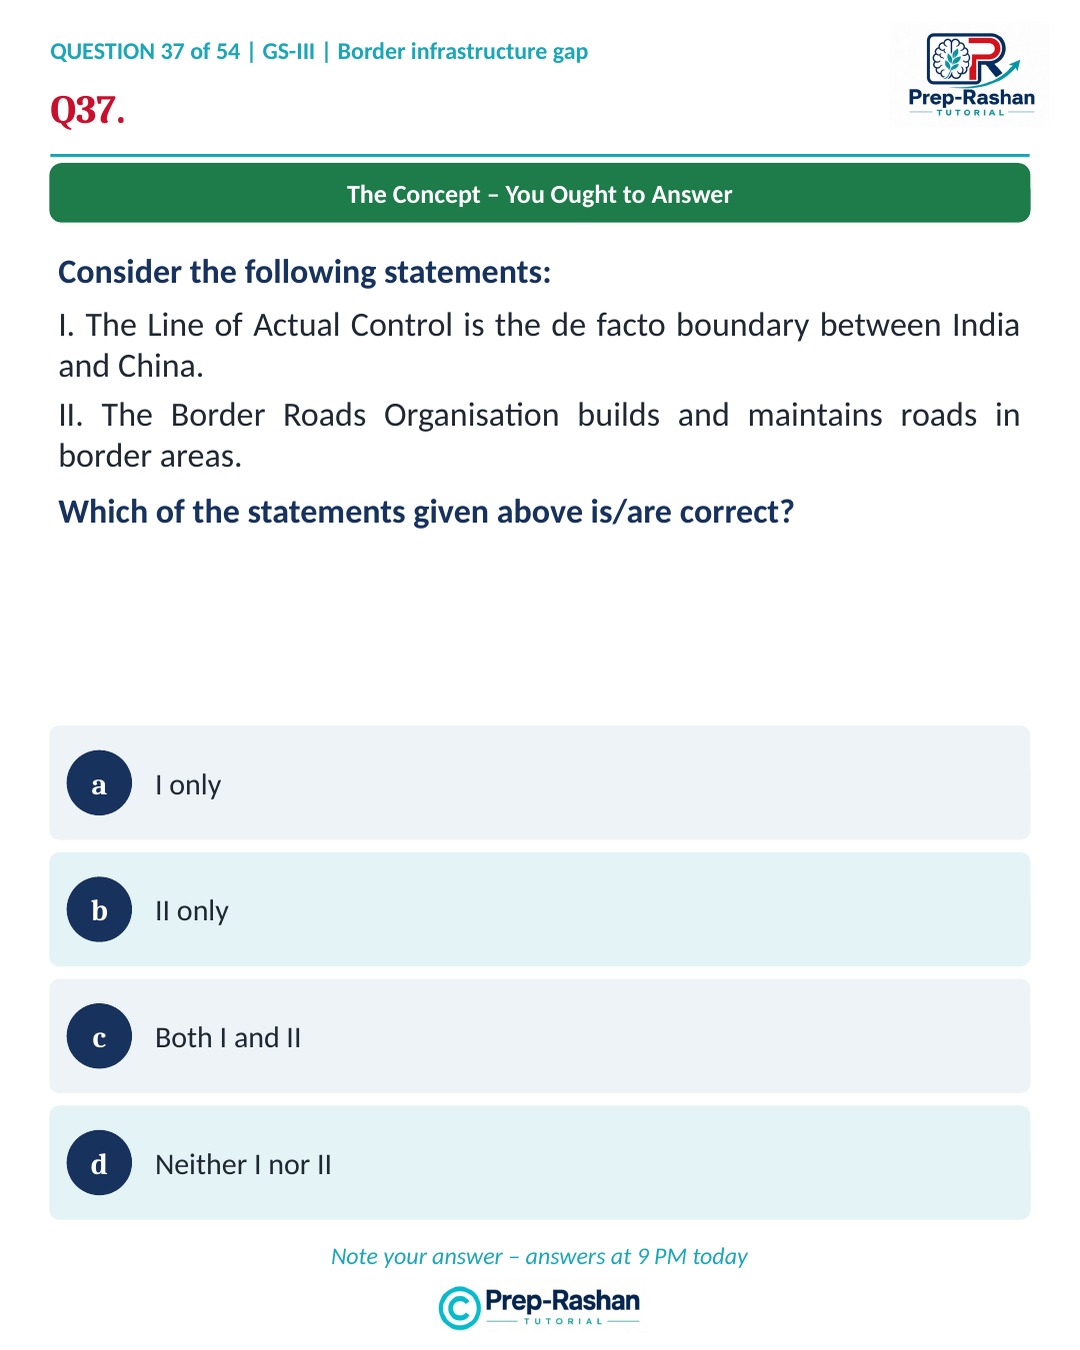 QUESTION 37 of 54 | GS-III | Border infrastructure gap
Prep-Rashan
TUTORIAL
Q37.
The Concept – You Ought to Answer
Consider the following statements:
I. The Line of Actual Control is the de facto boundary between India
and China.
II. The Border Roads Organisation builds and maintains roads in
border areas.
Which of the statements given above is/are correct?
a I only
b II only
c Both I and II
d Neither I nor II
Note your answer – answers at 9 PM today
© Prep-Rashan
TUTORIAL